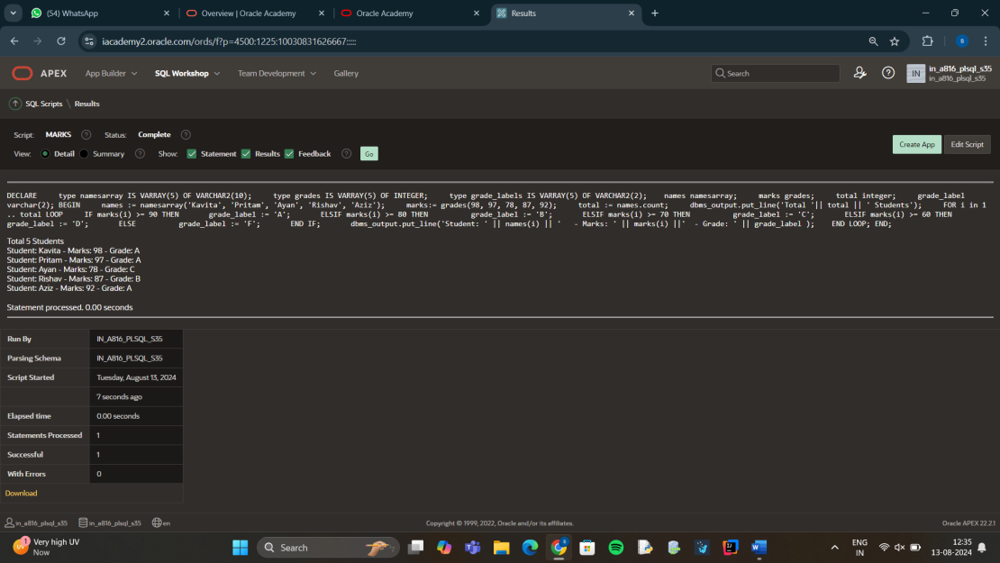 (54) WhatsApp
Overview | Oracle Academy
Oracle Academy
Results
iacademy2.oracle.com/ords/f?p=4500:1225:10030831626667:::::
S
APEX
App Builder
SQL Workshop
Team Development
Gallery
Search
IN
in_a816_plsql_s35
in_a816_plsql_s35
SQL Scripts \ Results
Script: MARKS ? Status: Complete ?
View: Detail Summary ? Show: Statement Results Feedback ? Go
Create App
Edit Script
DECLARE type namesarray IS VARRAY(5) OF VARCHAR2(10); type grades IS VARRAY(5) OF INTEGER; type grade_labels IS VARRAY(5) OF VARCHAR2(2); names namesarray; marks grades; total integer; grade_label
varchar(2); BEGIN names := namesarray('Kavita', 'Pritam', 'Ayan', 'Rishav', 'Aziz'); marks:= grades(98, 97, 78, 87, 92); total := names.count; dbms_output.put_line('Total '|| total || ' Students'); FOR i in 1
.. total LOOP IF marks(i) >= 90 THEN grade_label := 'A'; ELSIF marks(i) >= 80 THEN grade_label := 'B'; ELSIF marks(i) >= 70 THEN grade_label := 'C'; ELSIF marks(i) >= 60 THEN
grade_label := 'D'; ELSE grade_label := 'F'; END IF; dbms_output.put_line('Student: ' || names(i) || ' - Marks: ' || marks(i) ||' - Grade: ' || grade_label ); END LOOP; END;
Total 5 Students
Student: Kavita - Marks: 98 - Grade: A
Student: Pritam - Marks: 97 - Grade: A
Student: Ayan - Marks: 78 - Grade: C
Student: Rishav - Marks: 87 - Grade: B
Student: Aziz - Marks: 92 - Grade: A
Statement processed. 0.00 seconds
Run By IN_A816_PLSQL_S35
Parsing Schema IN_A816_PLSQL_S35
Script Started Tuesday, August 13, 2024
7 seconds ago
Elapsed time 0.00 seconds
Statements Processed 1
Successful 1
With Errors 0
Download
in_a816_plsql_s35 in_a816_plsql_s35 en
Copyright © 1999, 2022, Oracle and/or its affiliates.
Oracle APEX 22.2.1
UV 1
Very high UV
Now
Search
ENG
IN
12:35
13-08-2024